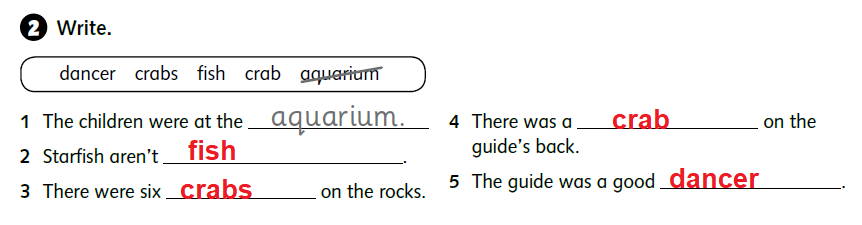 2 Write.
dancer crabs fish crab aquarium
1 The children were at the aquarium.
2 Starfish aren't fish.
3 There were six crabs on the rocks.
4 There was a crab on the
guide's back.
5 The guide was a good dancer.